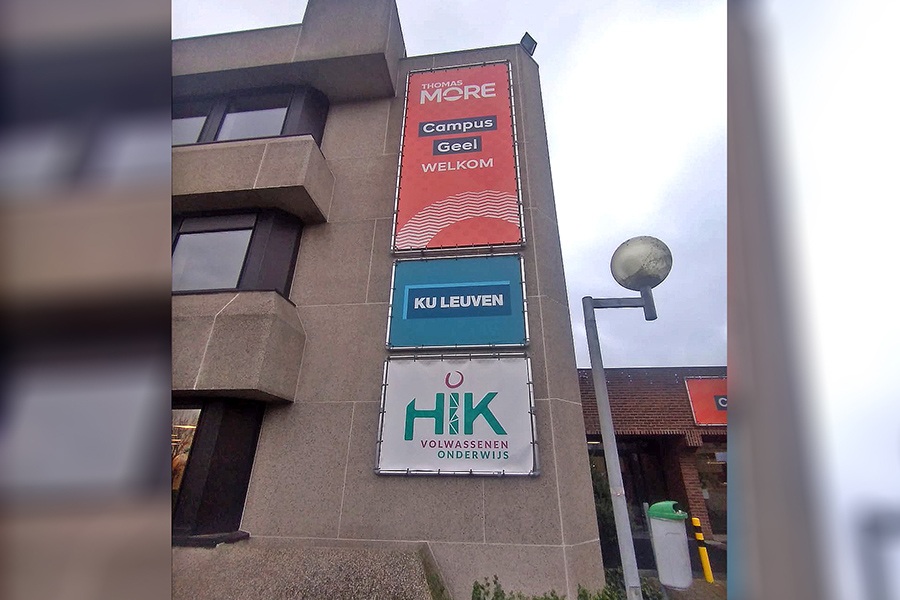 THOMAS
MORE
Campus
Geel
WELKOM
KU LEUVEN
HIK
VOLWASSENEN
ONDERWIJS